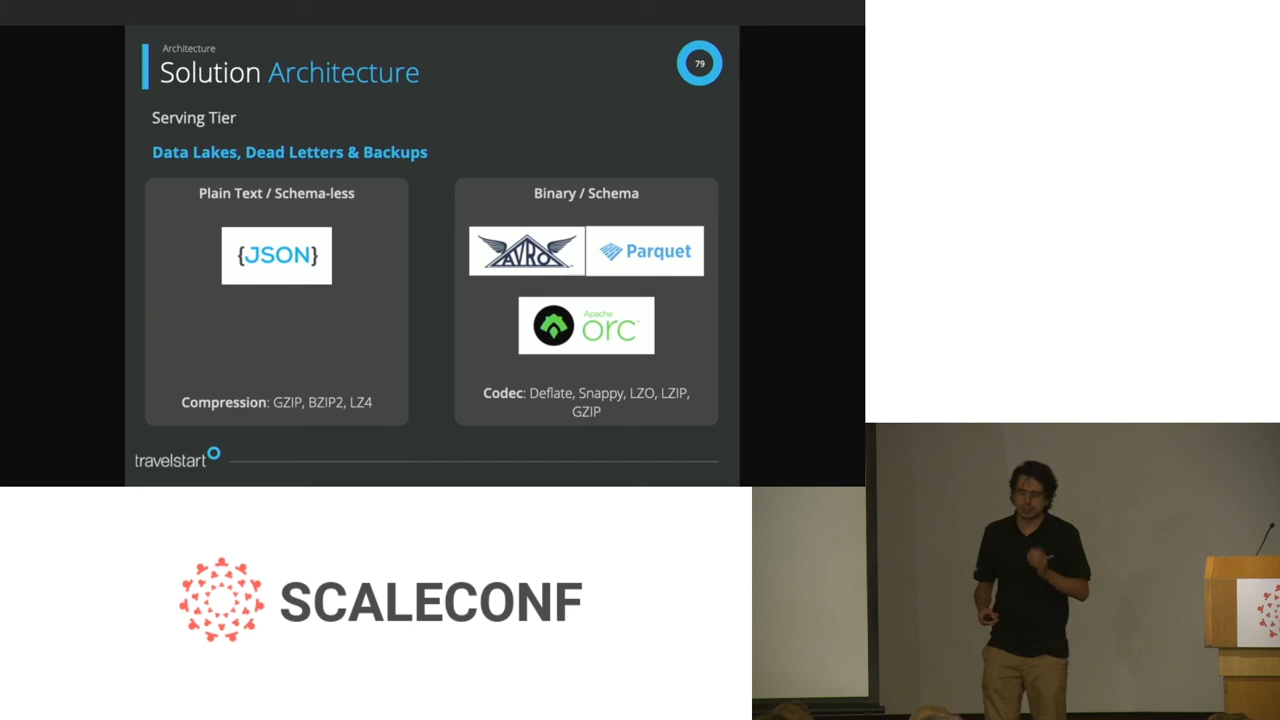 Architecture
Solution Architecture
79
Serving Tier
Data Lakes, Dead Letters & Backups
Plain Text / Schema-less
{JSON}
Compression: GZIP, BZIP2, LZ4
Binary / Schema
AVRO
Parquet
Apache
orc
Codec: Deflate, Snappy, LZO, LZIP,
GZIP
travelstart
SCALECONF